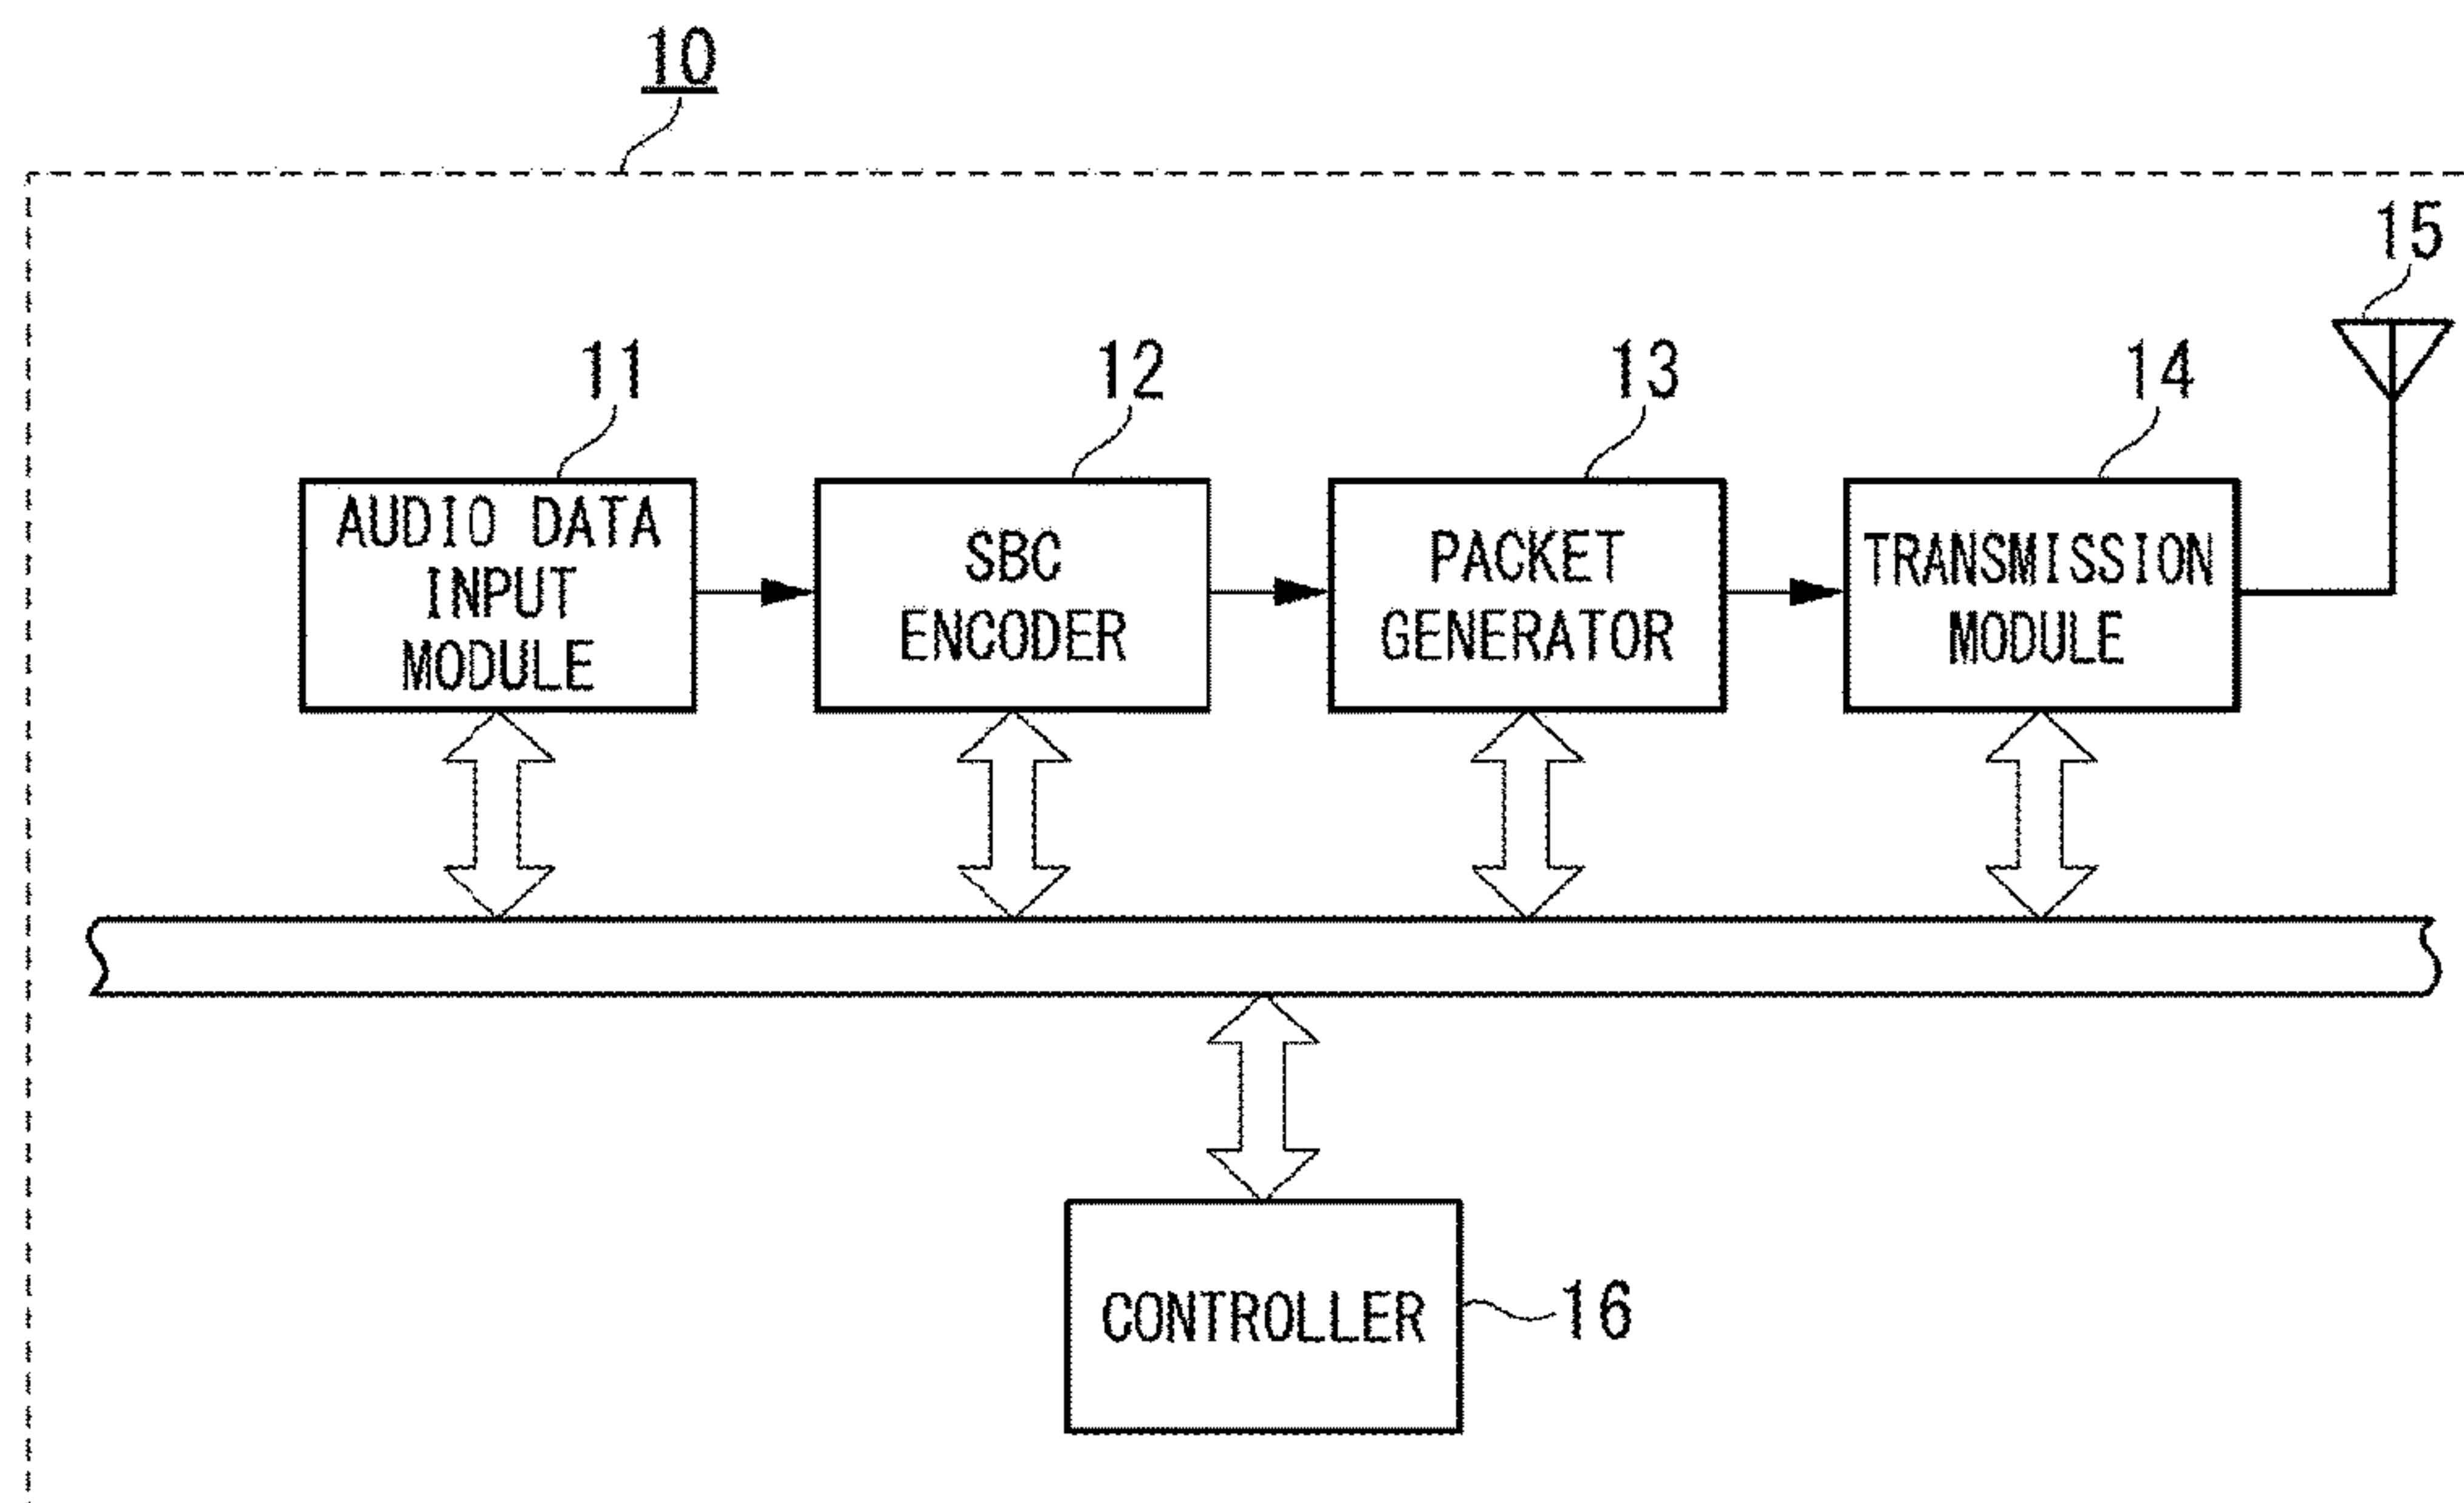 10
15
11
12
13
14
AUDIO DATA
INPUT
MODULE
SBC
ENCODER
PACKET
GENERATOR
TRANSMISSION
MODULE
CONTROLLER
16